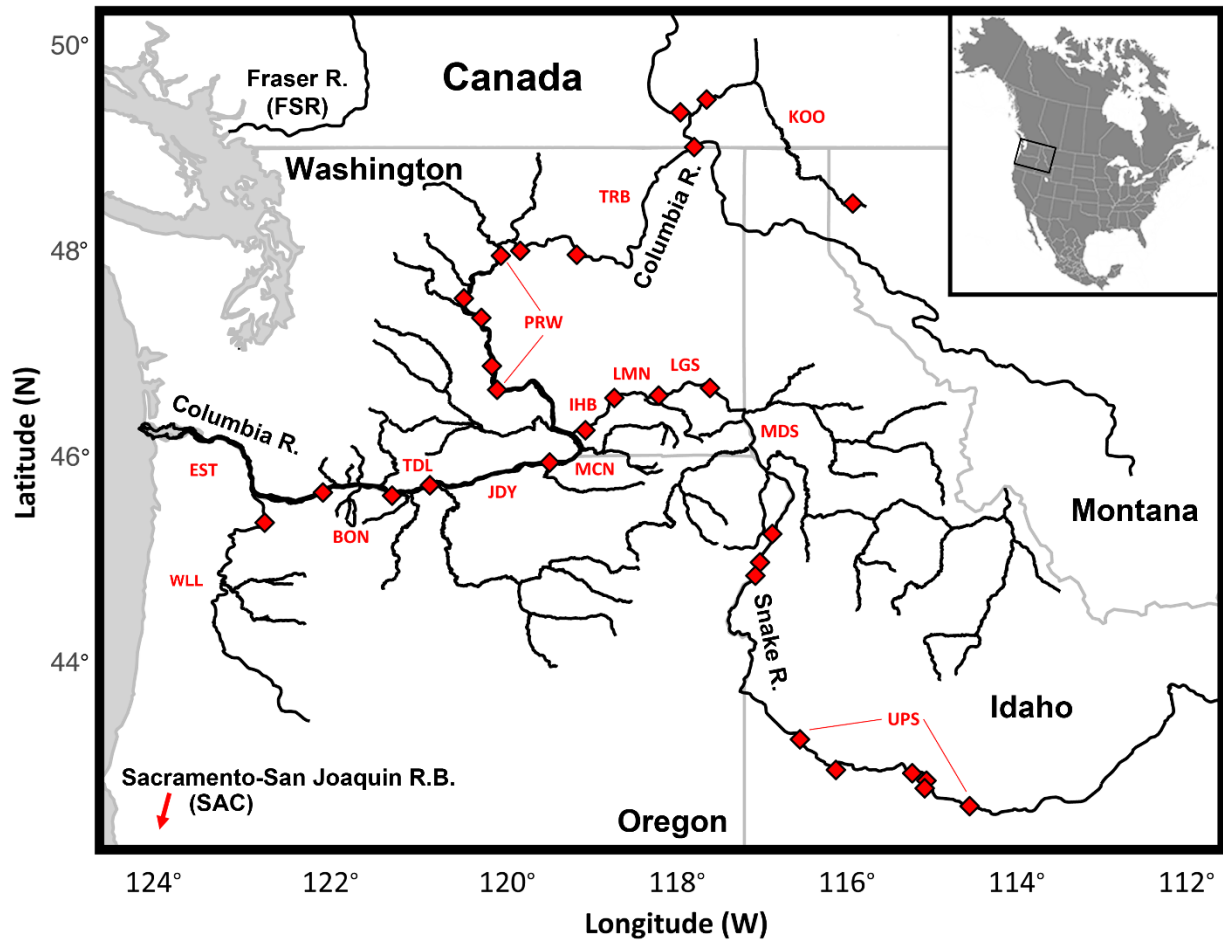 50°
48°
46°
44°
Latitude (N)
Fraser R.
(FSR)
Canada
KOO
Washington
TRB
Columbia R.
PRW
LMN
LGS
IHB
MDS
Columbia R.
EST
TDL
MCN
JDY
BON
WLL
Montana
Snake R.
Idaho
UPS
Sacramento-San Joaquin R.B.
(SAC)
Oregon
124°
122°
120°
118°
116°
114°
112°
Longitude (W)